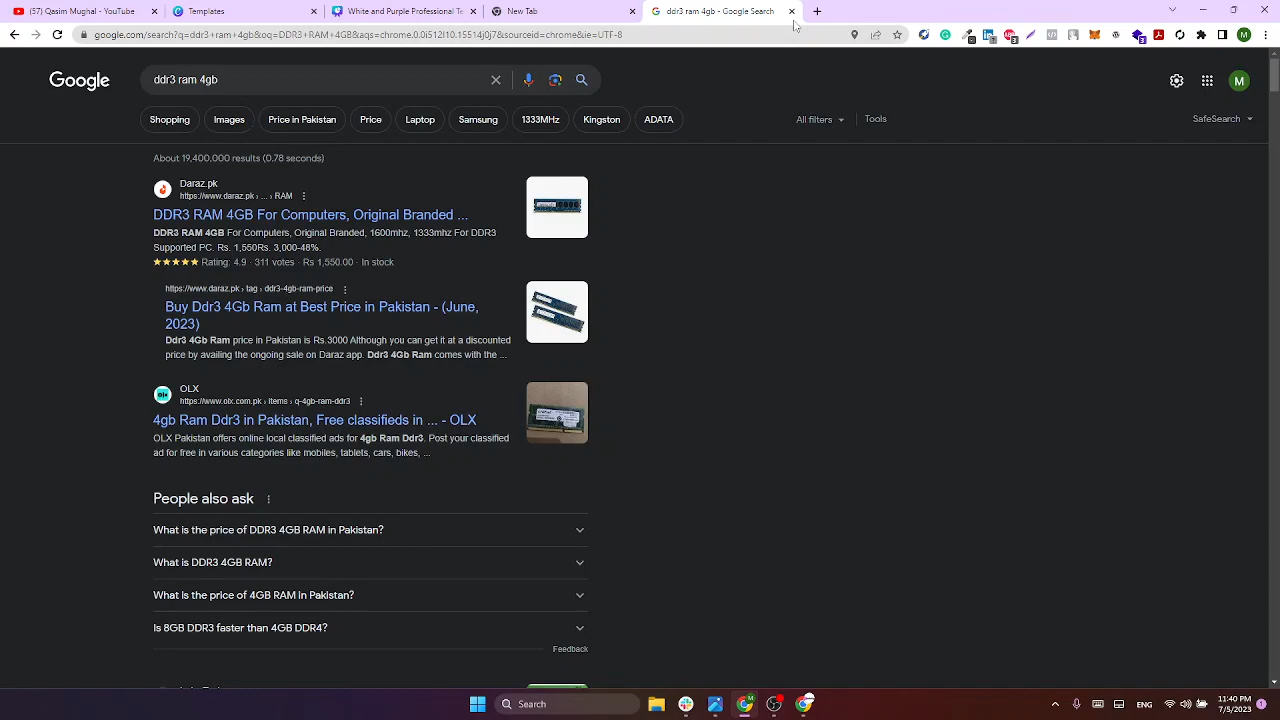 (57) Qasim Mughal - YouTube
Templates
White and Purple Professional Te
New Tab
ddr3 ram 4gb - Google Search
google.com/search?q=ddr3+ram+4gb&oq=DDR3+RAM+4GB&aqs=chrome.0.0i512l10.15514j0j7&sourceid=chrome&ie=UTF-8
Google
ddr3 ram 4gb
M
Shopping
Images
Price in Pakistan
Price
Laptop
Samsung
1333MHz
Kingston
ADATA
All filters
Tools
SafeSearch
About 19,400,000 results (0.78 seconds)
Daraz.pk
https://www.daraz.pk › ... › RAM
DDR3 RAM 4GB For Computers, Original Branded ...
DDR3 RAM 4GB For Computers, Original Branded, 1600mhz, 1333mhz For DDR3
Supported PC. Rs. 1,550Rs. 3,000-48%.
Rating: 4.9 · 311 votes · Rs 1,550.00 · In stock
https://www.daraz.pk › tag › ddr3-4gb-ram-price
Buy Ddr3 4Gb Ram at Best Price in Pakistan - (June,
2023)
Ddr3 4Gb Ram price in Pakistan is Rs.3000 Although you can get it at a discounted
price by availing the ongoing sale on Daraz app. Ddr3 4Gb Ram comes with the ...
OLX
https://www.olx.com.pk › items › q-4gb-ram-ddr3
4gb Ram Ddr3 in Pakistan, Free classifieds in ... - OLX
OLX Pakistan offers online local classified ads for 4gb Ram Ddr3. Post your classified
ad for free in various categories like mobiles, tablets, cars, bikes, ...
People also ask
What is the price of DDR3 4GB RAM in Pakistan?
What is DDR3 4GB RAM?
What is the price of 4GB RAM in Pakistan?
Is 8GB DDR3 faster than 4GB DDR4?
Feedback
Search
ENG
11:40 PM
7/5/2023